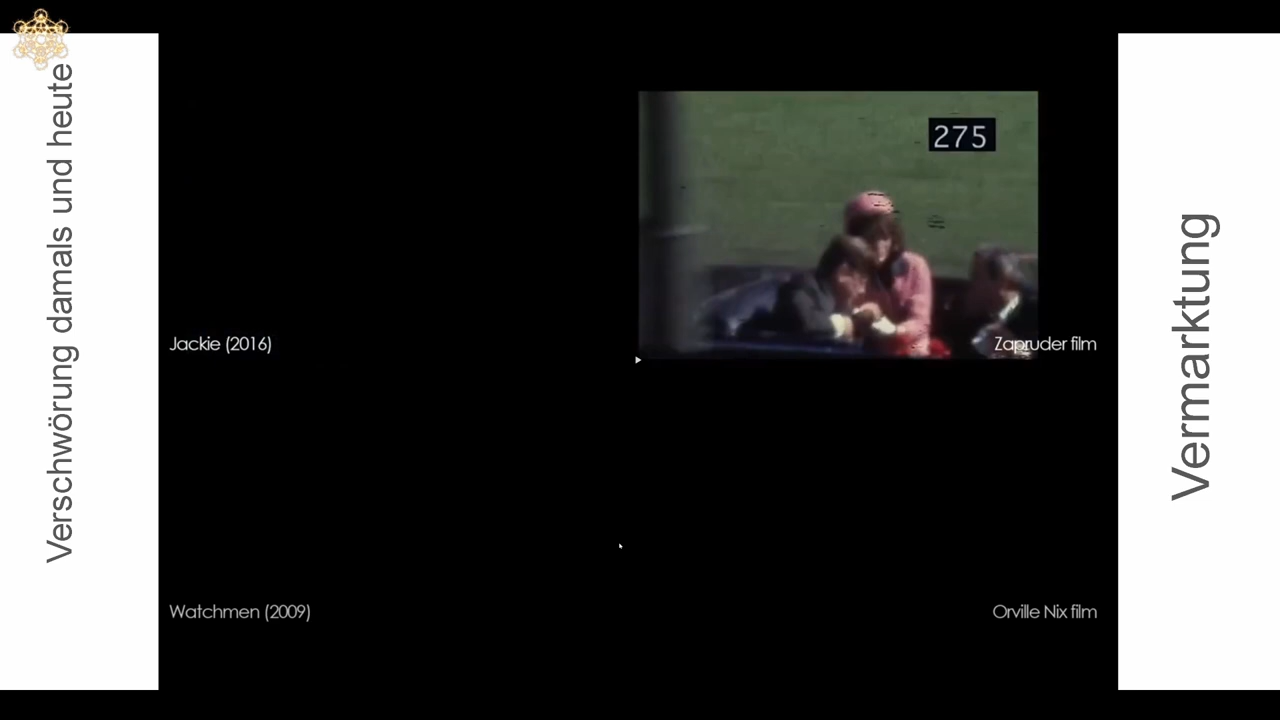 Verschwörung damals und heute
275
Jackie (2016)
Zapruder film
Watchmen (2009)
Orville Nix film
Vermarktung